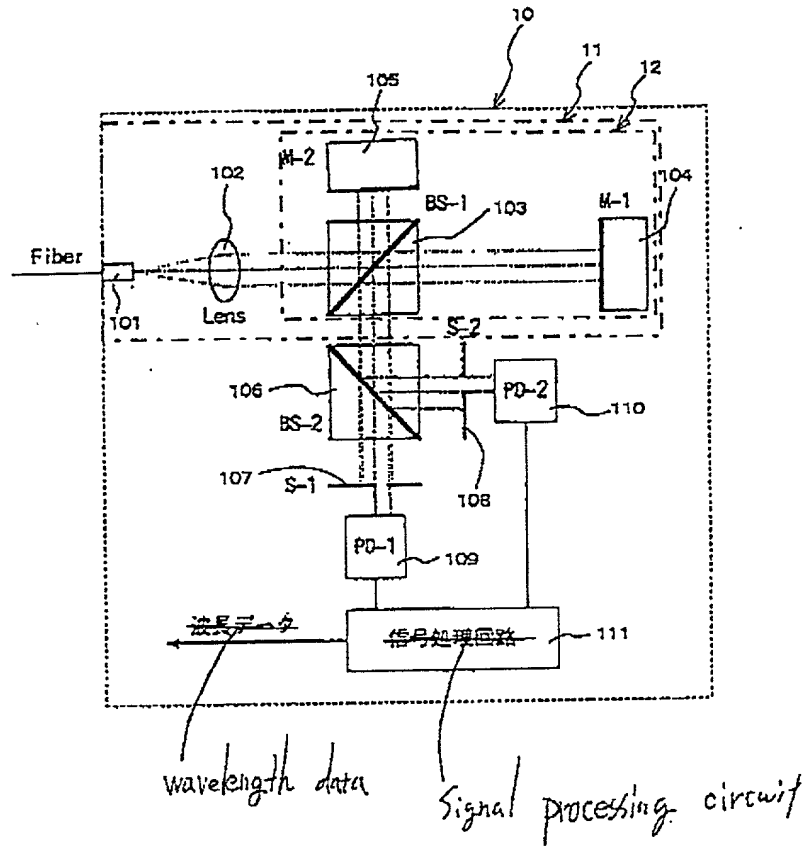 10
11
12
105
M-2
102
BS-1
103
M-1
104
Fiber
101
Lens
S-2
106
BS-2
PD-2
110
107
S-1
108
PD-1
109
波長データ
信号処理回路
111
wavelength data
Signal processing circuit